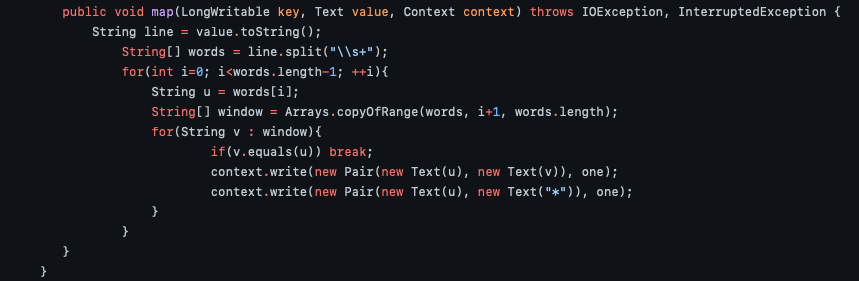 public void map(LongWritable key, Text value, Context context) throws IOException, InterruptedException {
String line = value.toString();
String[] words = line.split("\\s+");
for(int i=0; i<words.length-1; ++i){
String u = words[i];
String[] window = Arrays.copyOfRange(words, i+1, words.length);
for(String v : window){
if(v.equals(u)) break;
context.write(new Pair(new Text(u), new Text(v)), one);
context.write(new Pair(new Text(u), new Text("*")), one);
}
}
}
}